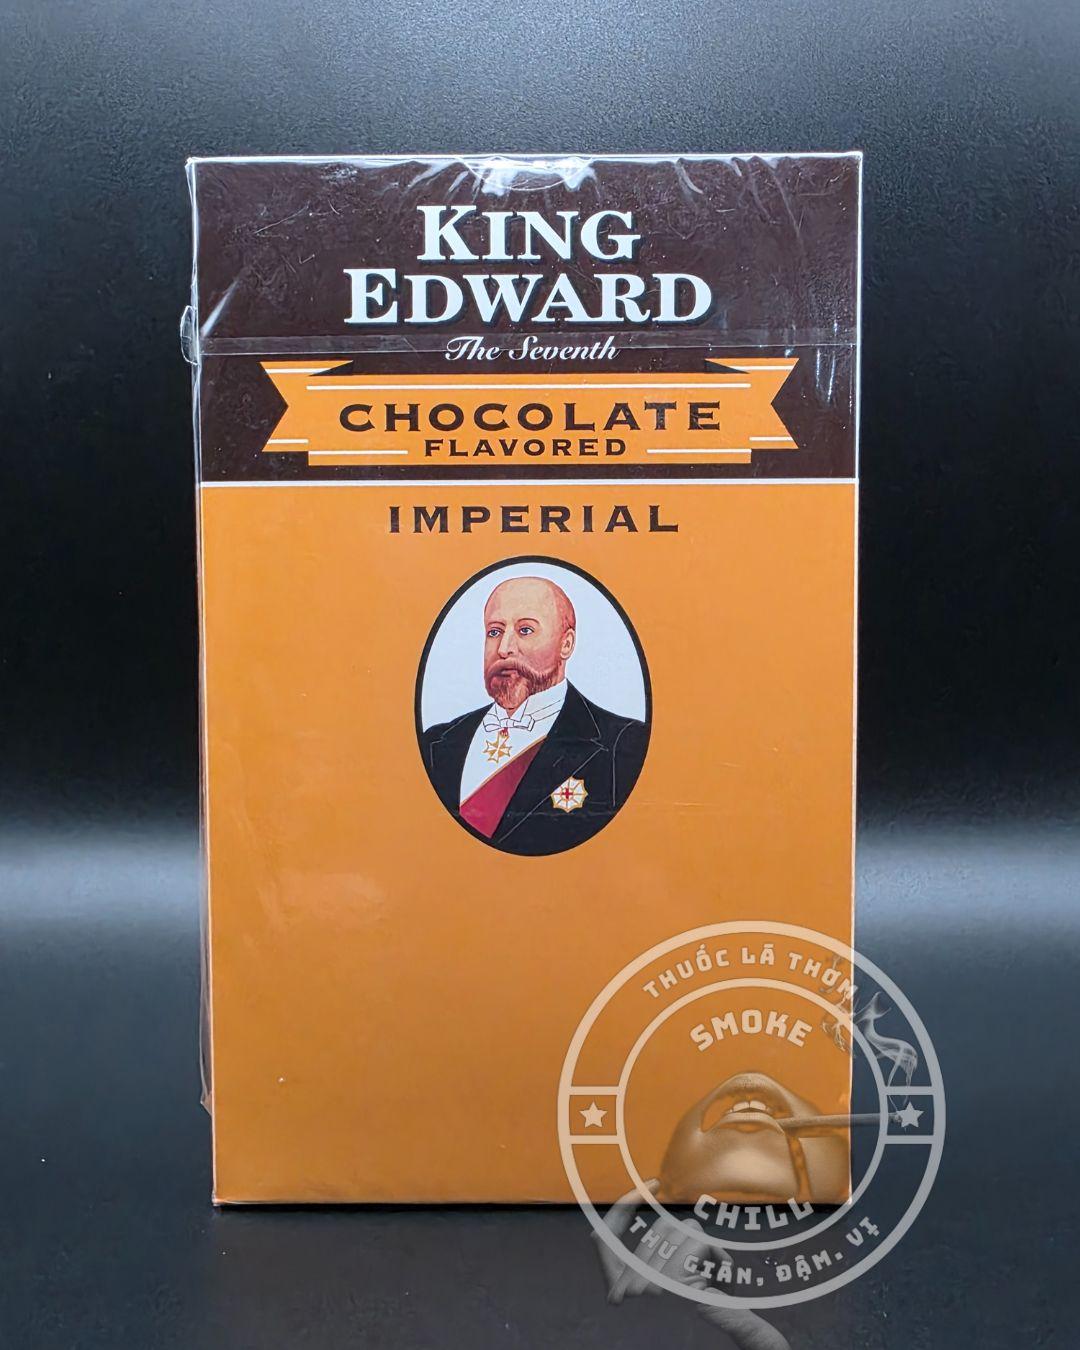 KING
EDWARD
The Seventh
CHOCOLATE
FLAVORED
IMPERIAL
THUỐC LÁ THƠM
SMOKE
CHILL
THƯ GIÃN, ĐẬM. VỊ